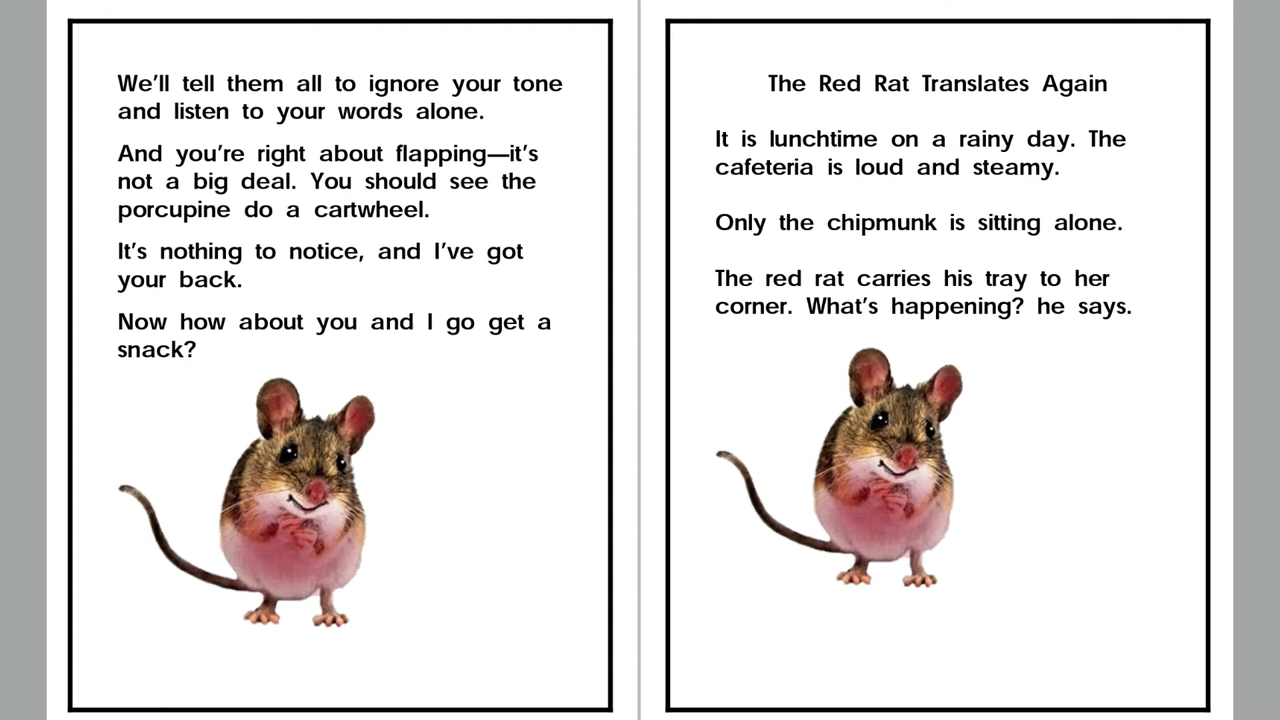 We'll tell them all to ignore your tone
and listen to your words alone.
And you're right about flapping—it's
not a big deal. You should see the
porcupine do a cartwheel.
It's nothing to notice, and I've got
your back.
Now how about you and I go get a
snack?
The Red Rat Translates Again
It is lunchtime on a rainy day. The
cafeteria is loud and steamy.
Only the chipmunk is sitting alone.
The red rat carries his tray to her
corner. What's happening? he says.